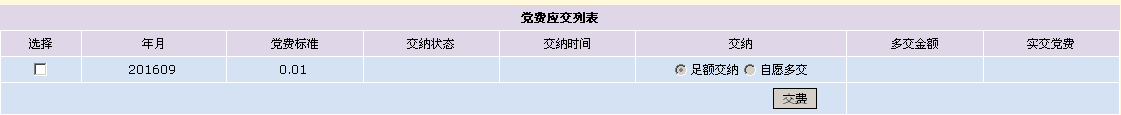 党费应交列表
选择 年月 党费标准 交纳状态 交纳时间 交纳 多交金额 实交党费
201609 0.01 足额交纳 自愿多交
交费